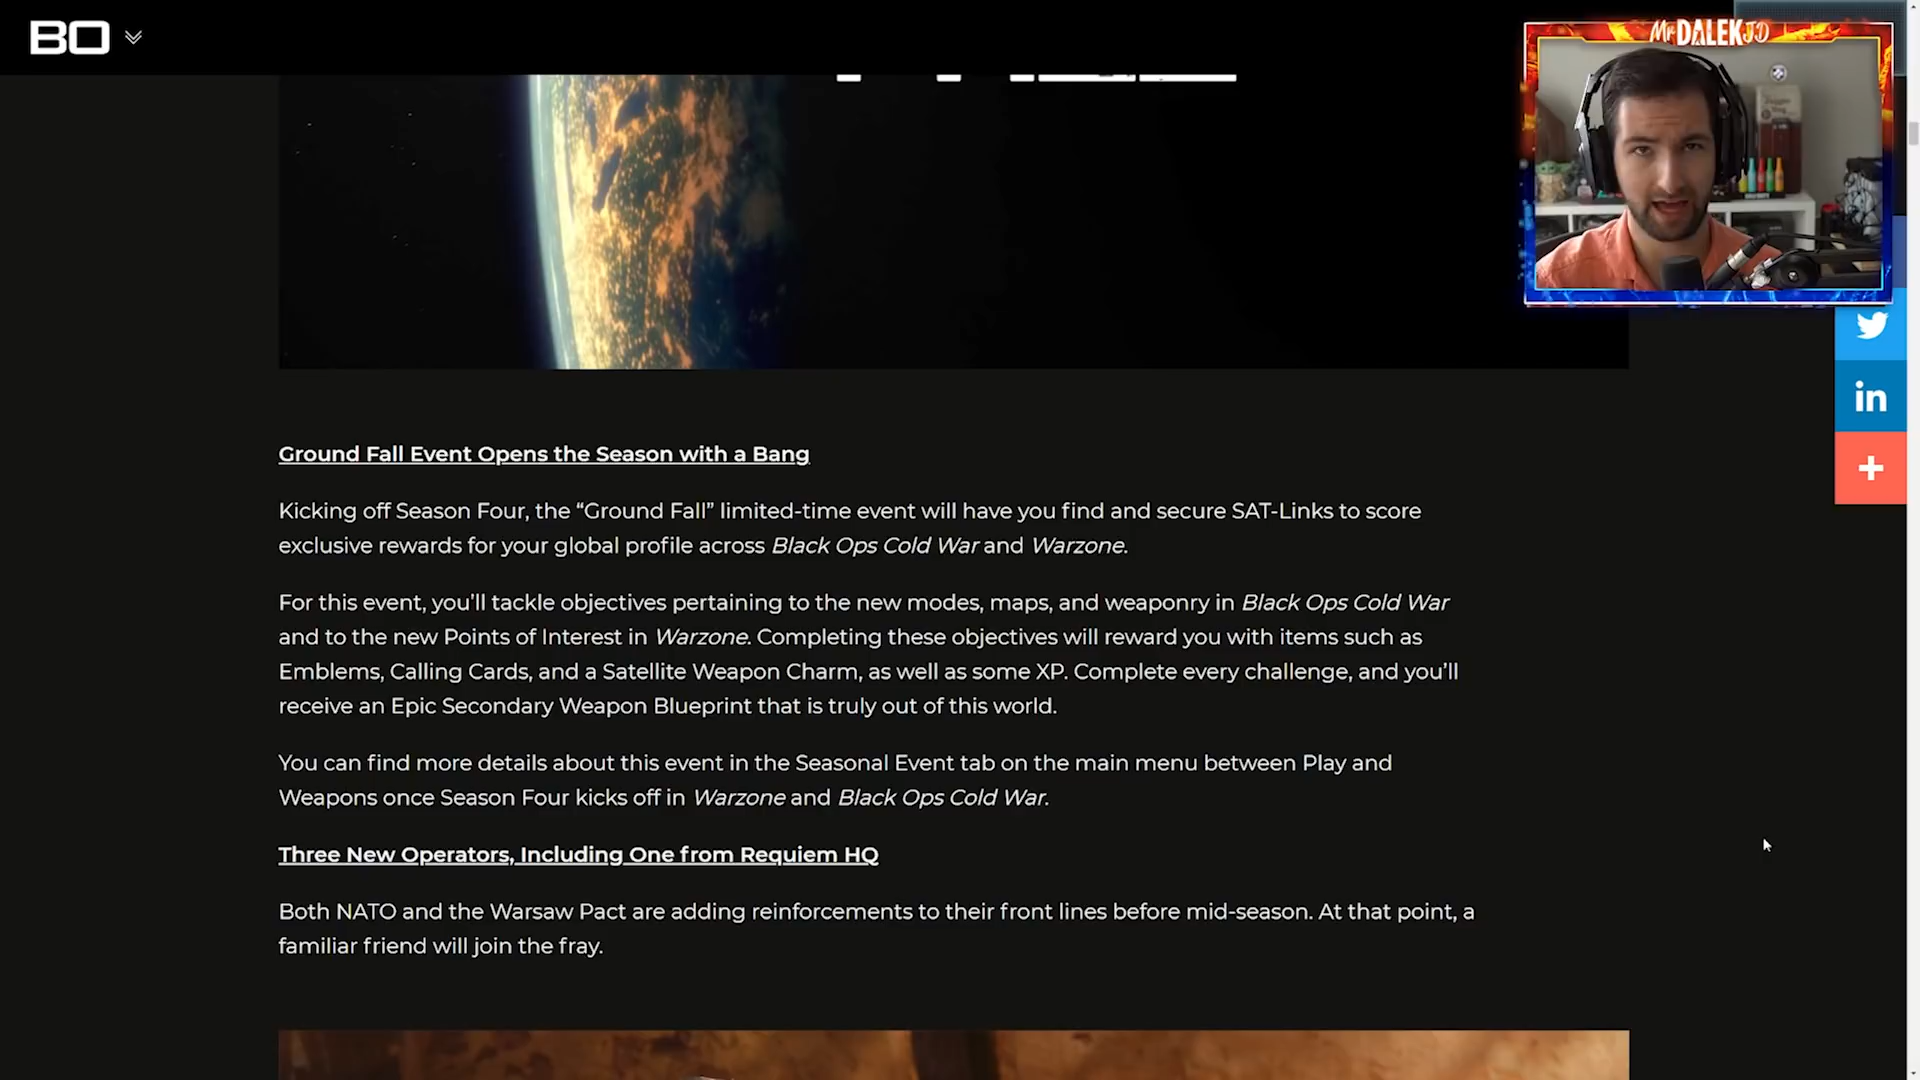 BO
Mr DALEK JD
in
Ground Fall Event Opens the Season with a Bang
Kicking off Season Four, the “Ground Fall” limited-time event will have you find and secure SAT-Links to score
exclusive rewards for your global profile across Black Ops Cold War and Warzone.
For this event, you’ll tackle objectives pertaining to the new modes, maps, and weaponry in Black Ops Cold War
and to the new Points of Interest in Warzone. Completing these objectives will reward you with items such as
Emblems, Calling Cards, and a Satellite Weapon Charm, as well as some XP. Complete every challenge, and you’ll
receive an Epic Secondary Weapon Blueprint that is truly out of this world.
You can find more details about this event in the Seasonal Event tab on the main menu between Play and
Weapons once Season Four kicks off in Warzone and Black Ops Cold War.
Three New Operators, Including One from Requiem HQ
Both NATO and the Warsaw Pact are adding reinforcements to their front lines before mid-season. At that point, a
familiar friend will join the fray.